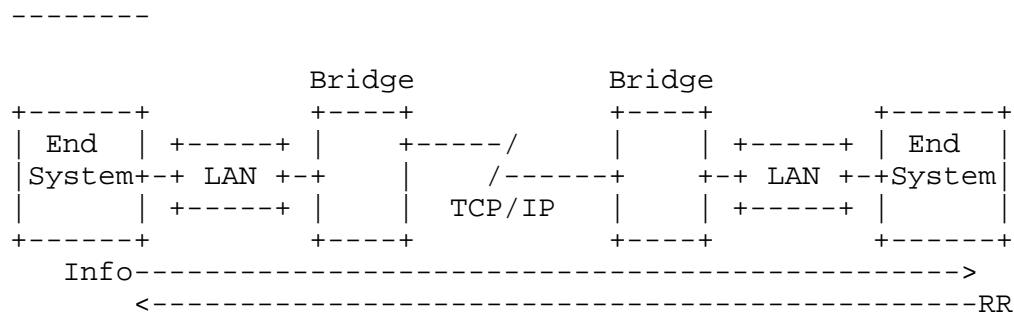 --------
Bridge Bridge
+------+ +----+ +----+ +------+
| End | +-----+ | +-----/ | | +-----+ | End |
|System+-+ LAN +-+ | /------+ +-+ LAN +-+System|
| | +-----+ | | TCP/IP | | +-----+ | |
+------+ +----+ +----+ +------+
Info----------------------------------------------->
<-----------------------------------------------RR